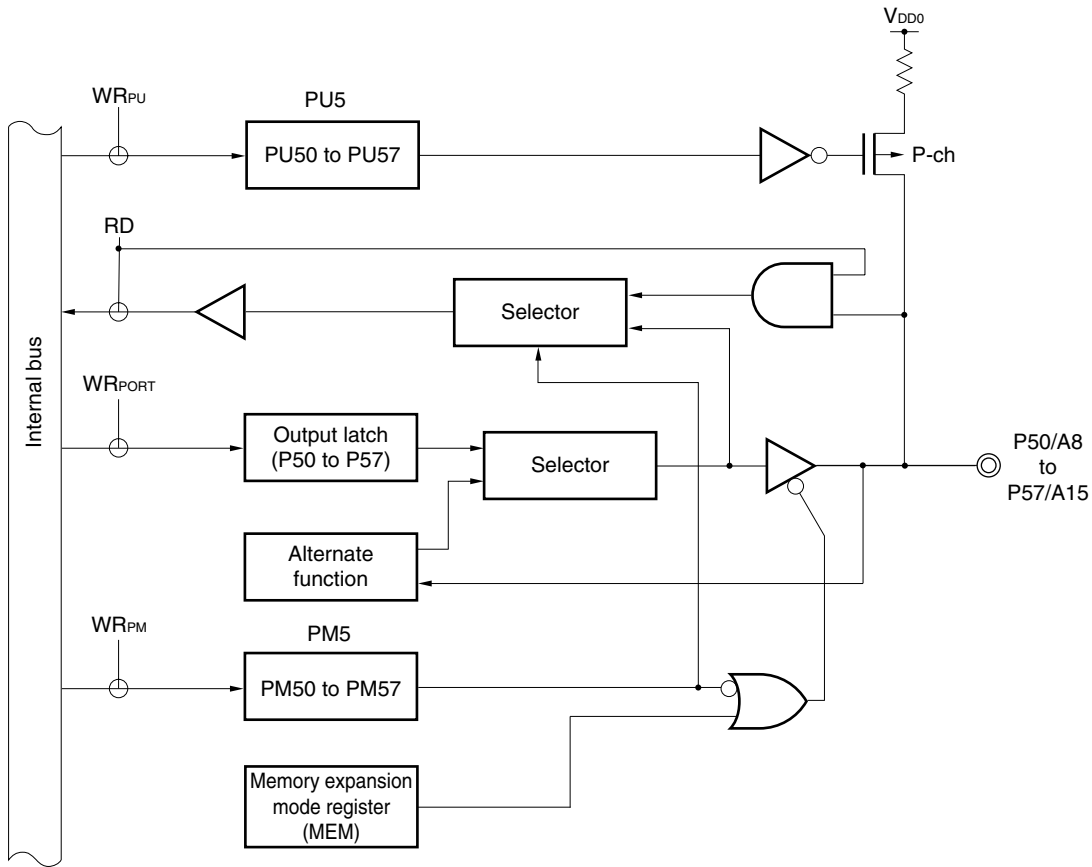 VDD0
WRPU
PU5
PU50 to PU57
P-ch
RD
Selector
Internal bus
WRPORT
Output latch
(P50 to P57)
Selector
P50/A8
to
P57/A15
Alternate
function
WRPM
PM5
PM50 to PM57
Memory expansion
mode register
(MEM)